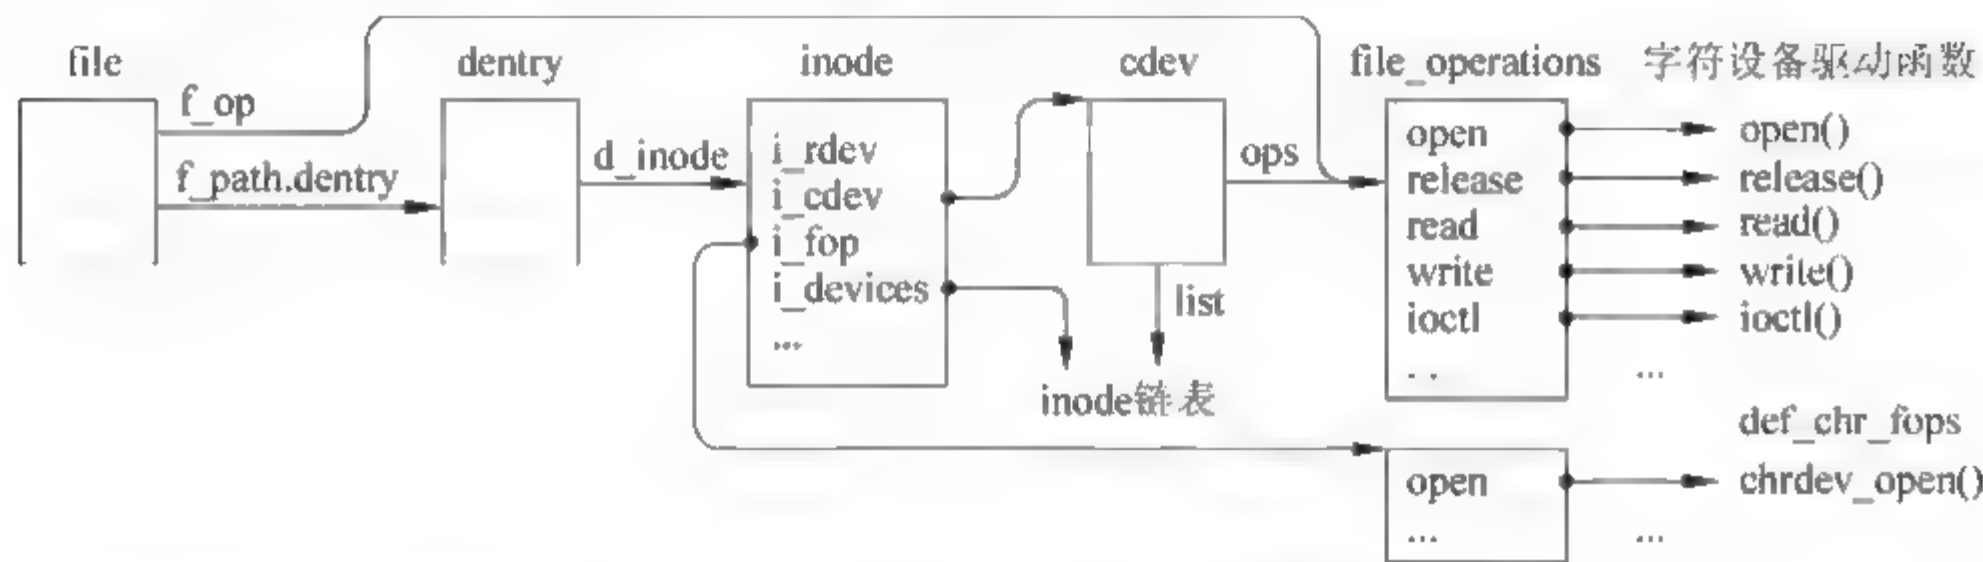 file
dentry
inode
cdev
file_operations
字符设备驱动函数
f_op
f_path.dentry
d_inode
i_rdev
i_cdev
i_fop
i_devices
...
ops
list
inode链表
open
release
read
write
ioctl
. .
open()
release()
read()
write()
ioctl()
...
def_chr_fops
open
chrdev_open()
...
...